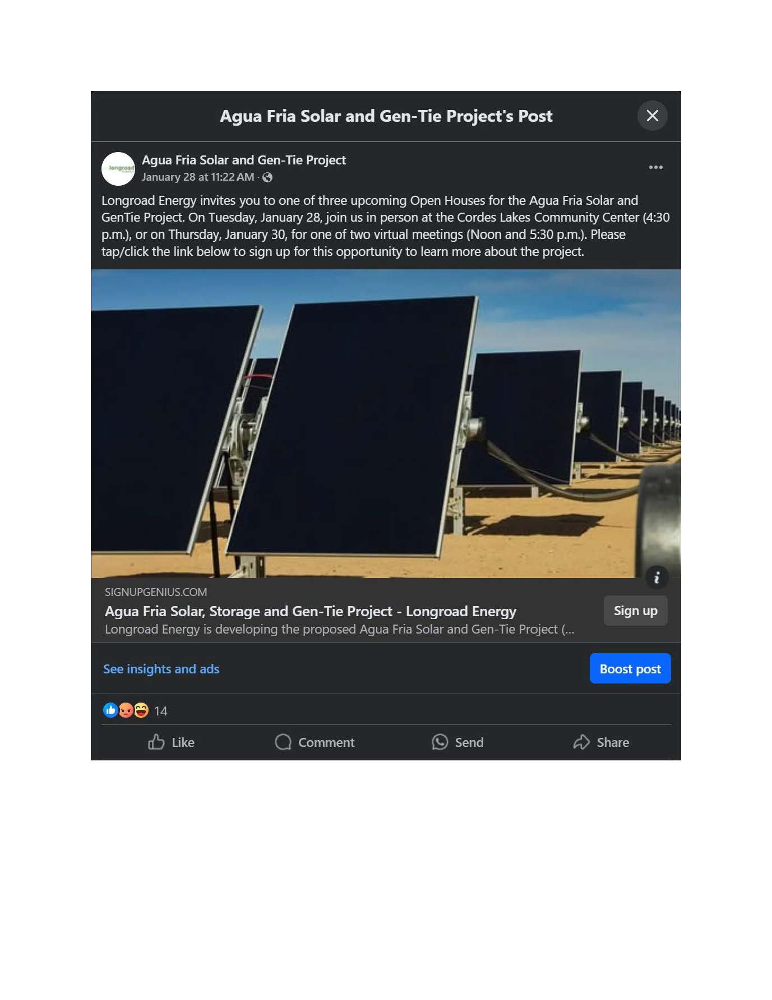 Agua Fria Solar and Gen-Tie Project's Post
longroad
Agua Fria Solar and Gen-Tie Project
January 28 at 11:22 AM ·
Longroad Energy invites you to one of three upcoming Open Houses for the Agua Fria Solar and
GenTie Project. On Tuesday, January 28, join us in person at the Cordes Lakes Community Center (4:30
p.m.), or on Thursday, January 30, for one of two virtual meetings (Noon and 5:30 p.m.). Please
tap/click the link below to sign up for this opportunity to learn more about the project.
SIGNUPGENIUS.COM
Agua Fria Solar, Storage and Gen-Tie Project - Longroad Energy
Longroad Energy is developing the proposed Agua Fria Solar and Gen-Tie Project (...
Sign up
See insights and ads
Boost post
14
Like
Comment
Send
Share